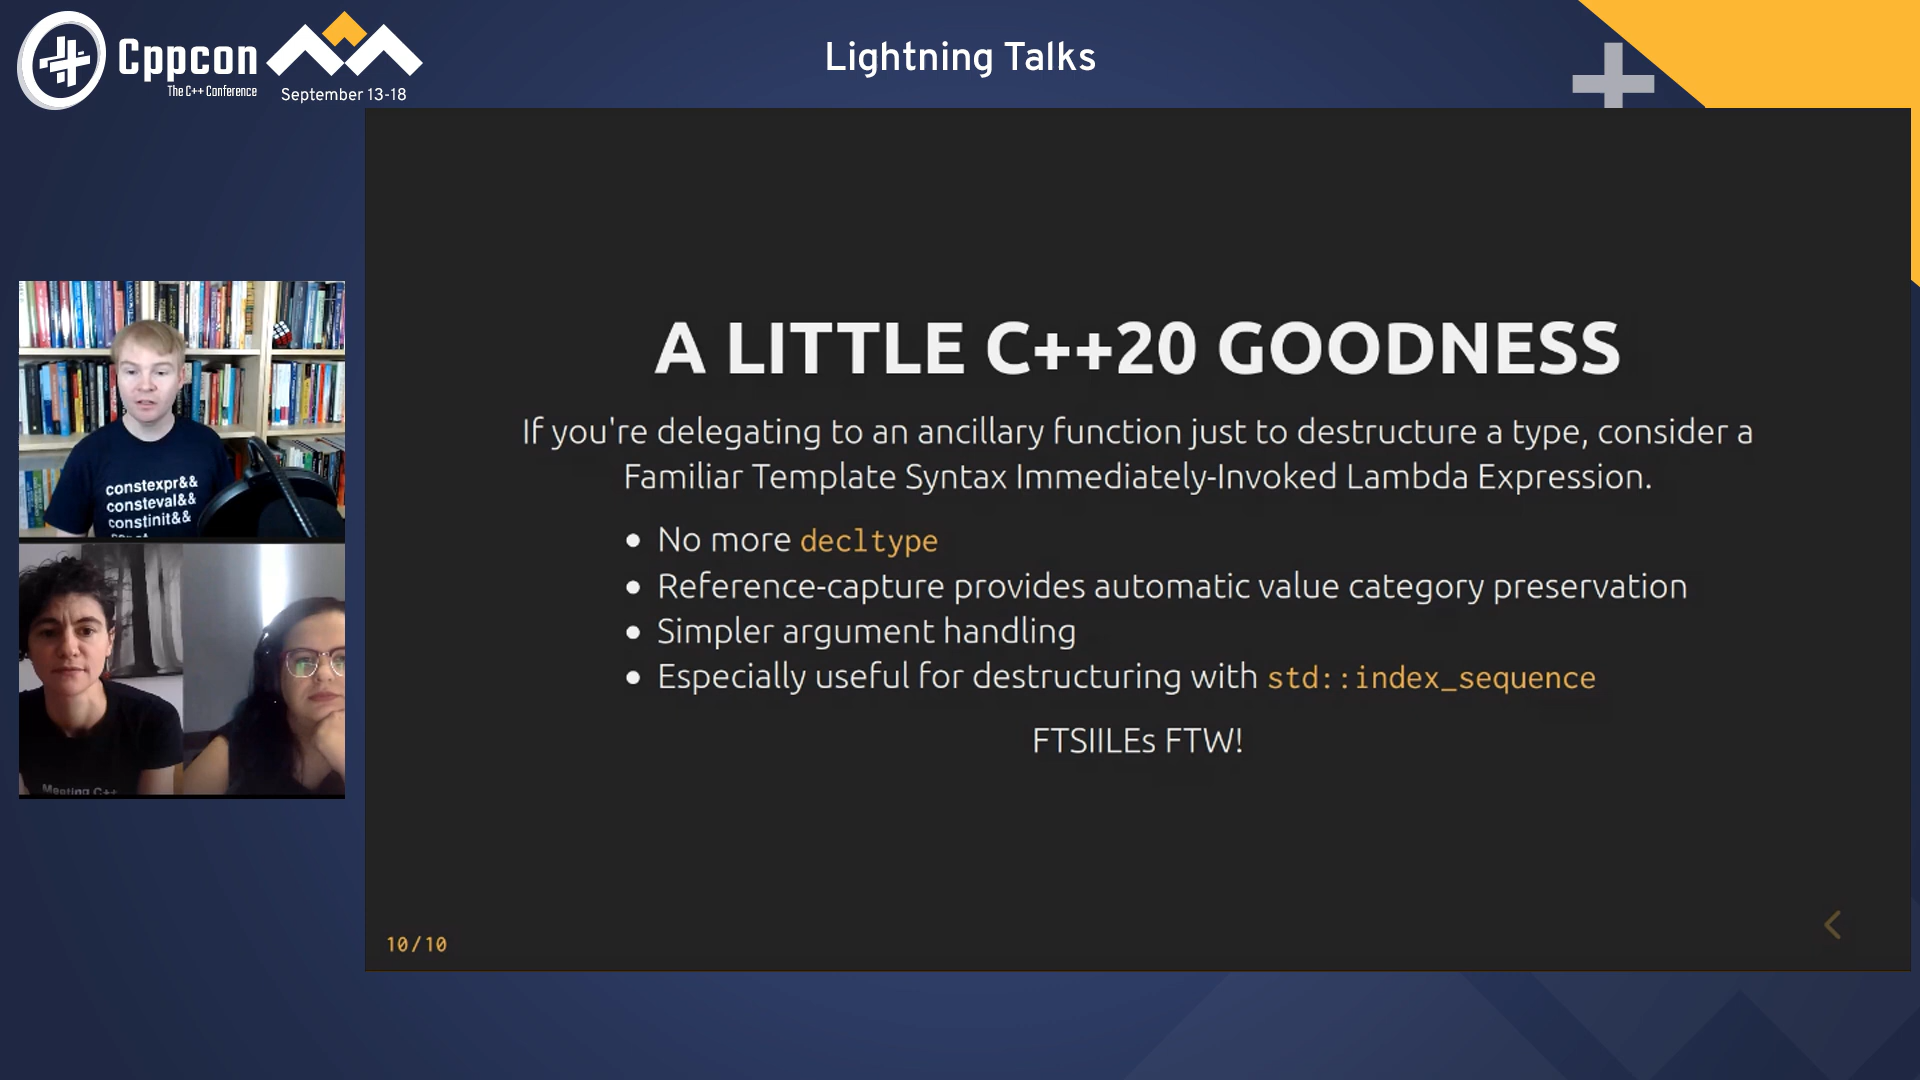 Cppcon
The C++ Conference
September 13-18
Lightning Talks
constexpr&&
consteval&&
constinit&&
Meeting C++
A LITTLE C++20 GOODNESS
If you're delegating to an ancillary function just to destructure a type, consider a
Familiar Template Syntax Immediately-Invoked Lambda Expression.
No more decltype
Reference-capture provides automatic value category preservation
Simpler argument handling
Especially useful for destructuring with std::index_sequence
FTSIILEs FTW!
10/10